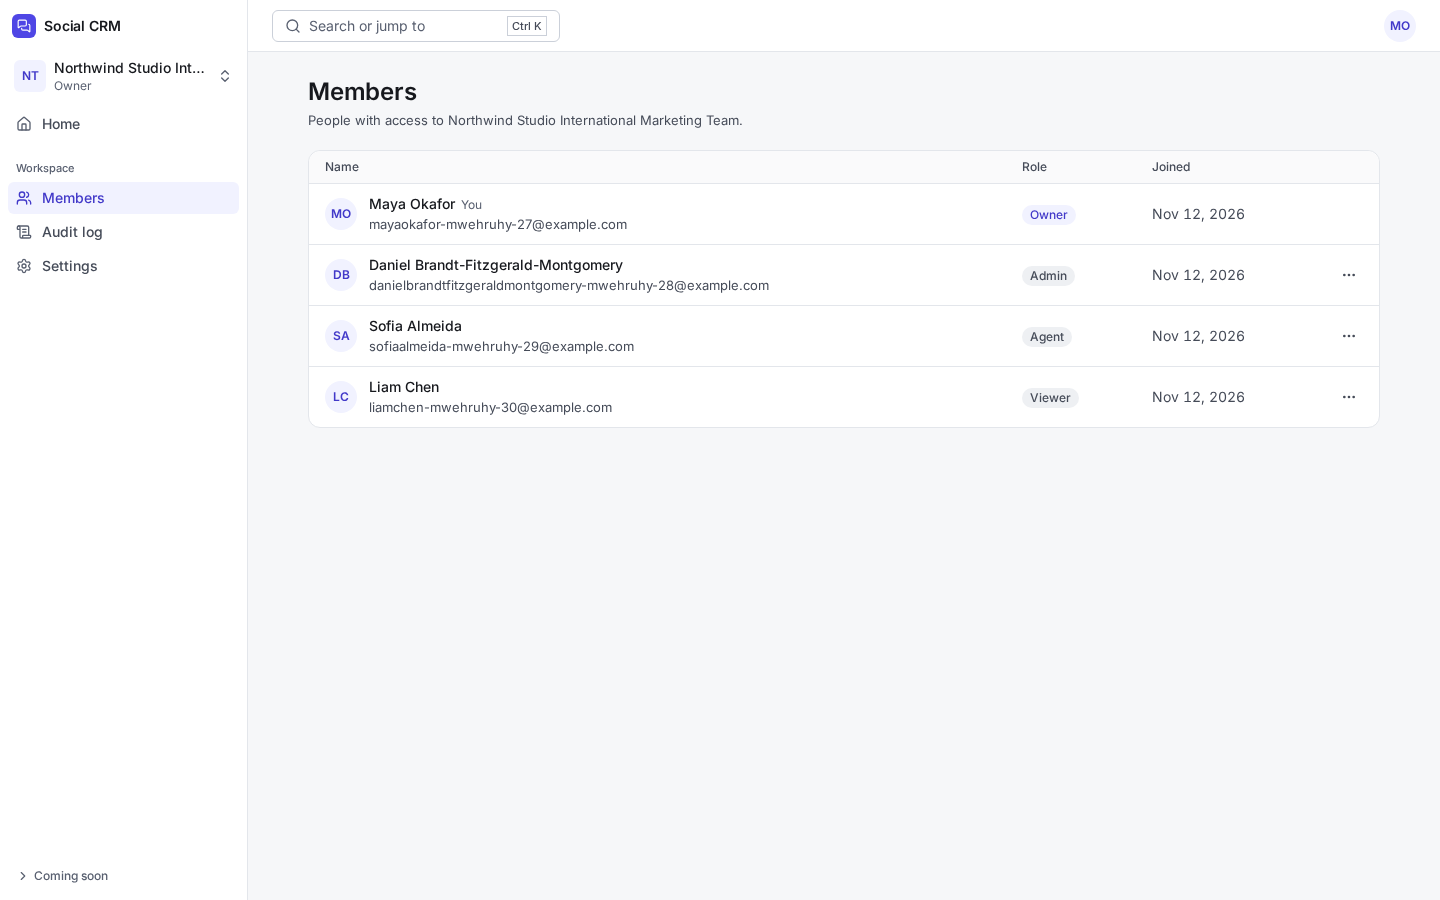 Social CRM
Search or jump to
Ctrl K
MO
NT
Northwind Studio Int...
Owner
Home
Workspace
Members
Audit log
Settings
Coming soon
Members
People with access to Northwind Studio International Marketing Team.
Name Role Joined
MO
Maya Okafor You
mayaokafor-mwehruhy-27@example.com
Owner
Nov 12, 2026
DB
Daniel Brandt-Fitzgerald-Montgomery
danielbrandtfitzgeraldmontgomery-mwehruhy-28@example.com
Admin
Nov 12, 2026
SA
Sofia Almeida
sofiaalmeida-mwehruhy-29@example.com
Agent
Nov 12, 2026
LC
Liam Chen
liamchen-mwehruhy-30@example.com
Viewer
Nov 12, 2026